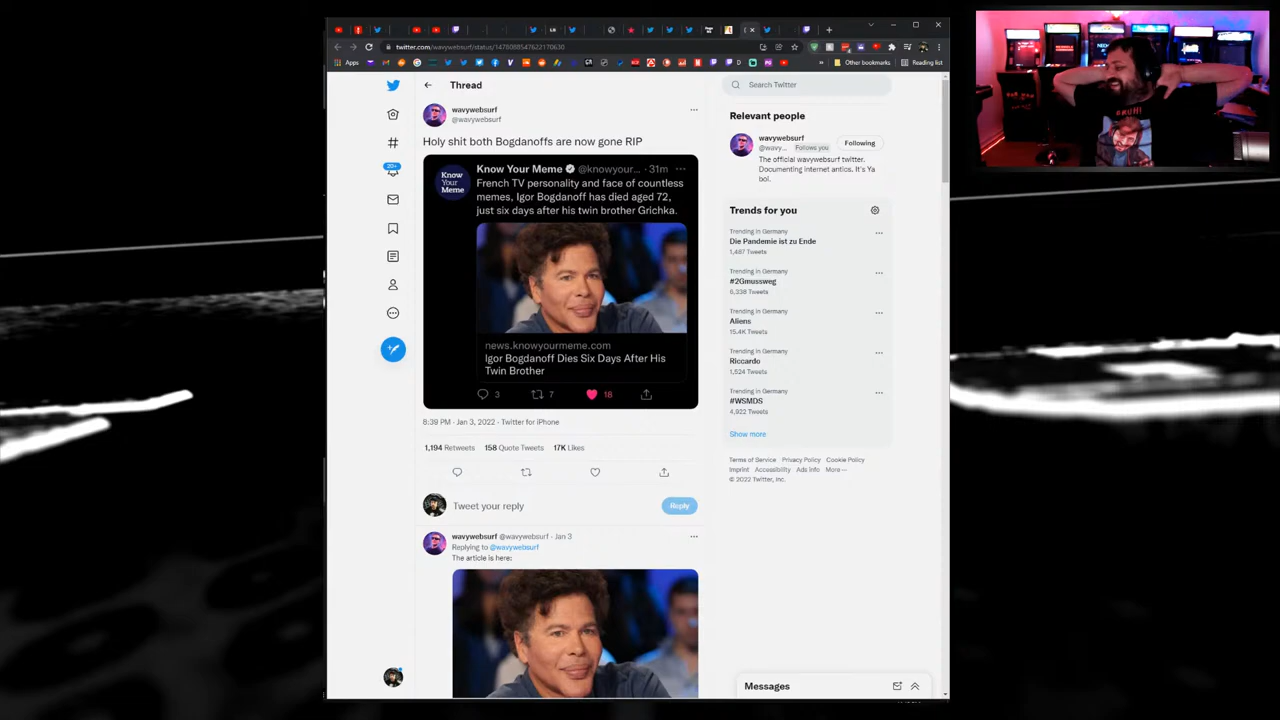 twitter.com/wavywebsurf/status/1478088547622170630
Apps
Other bookmarks
Reading list
Thread
Search Twitter
wavywebsurf
@wavywebsurf
Holy shit both Bogdanoffs are now gone RIP
Know Your Meme @knowyour... · 31m
Know
Your
Meme
French TV personality and face of countless
memes, Igor Bogdanoff has died aged 72,
just six days after his twin brother Grichka.
news.knowyourmeme.com
Igor Bogdanoff Dies Six Days After His
Twin Brother
3 7 18
8:39 PM · Jan 3, 2022 · Twitter for iPhone
1,194 Retweets 158 Quote Tweets 17K Likes
Tweet your reply
Reply
wavywebsurf @wavywebsurf · Jan 3
Replying to @wavywebsurf
The article is here:
20+
Relevant people
wavywebsurf
@wavy... Follows you
Following
The official wavywebsurf twitter.
Documenting internet antics. It's Ya
boi.
Trends for you
Trending in Germany
Die Pandemie ist zu Ende
1,487 Tweets
Trending in Germany
#2Gmussweg
6,338 Tweets
Trending in Germany
Aliens
15.4K Tweets
Trending in Germany
Riccardo
1,524 Tweets
Trending in Germany
#WSMDS
4,922 Tweets
Show more
Terms of Service Privacy Policy Cookie Policy
Imprint Accessibility Ads info More
© 2022 Twitter, Inc.
Messages
BRUH!